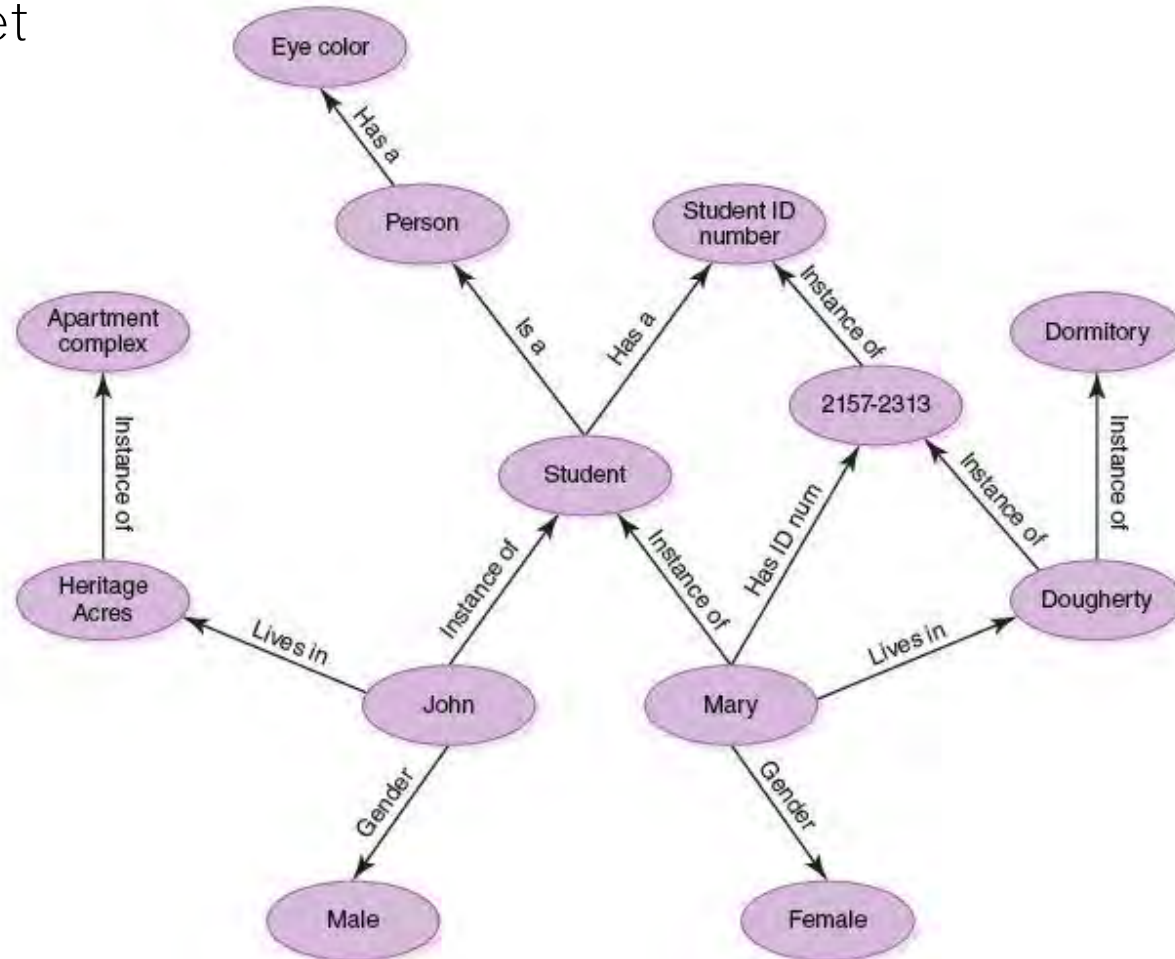 et
Eye color
Has a
Person
Student ID
number
Instance of
Is a
Has a
Apartment
complex
Dormitory
2157-2313
Instance of
Instance of
Instance of
Student
Has ID num
Instance of
Instance of
Heritage
Acres
Dougherty
Lives in
Lives in
John
Mary
Gender
Gender
Male
Female